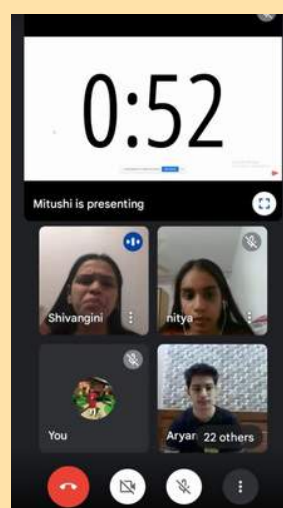 0:52
Mitushi is presenting
Shivangini
nitya
You
Aryan
22 others